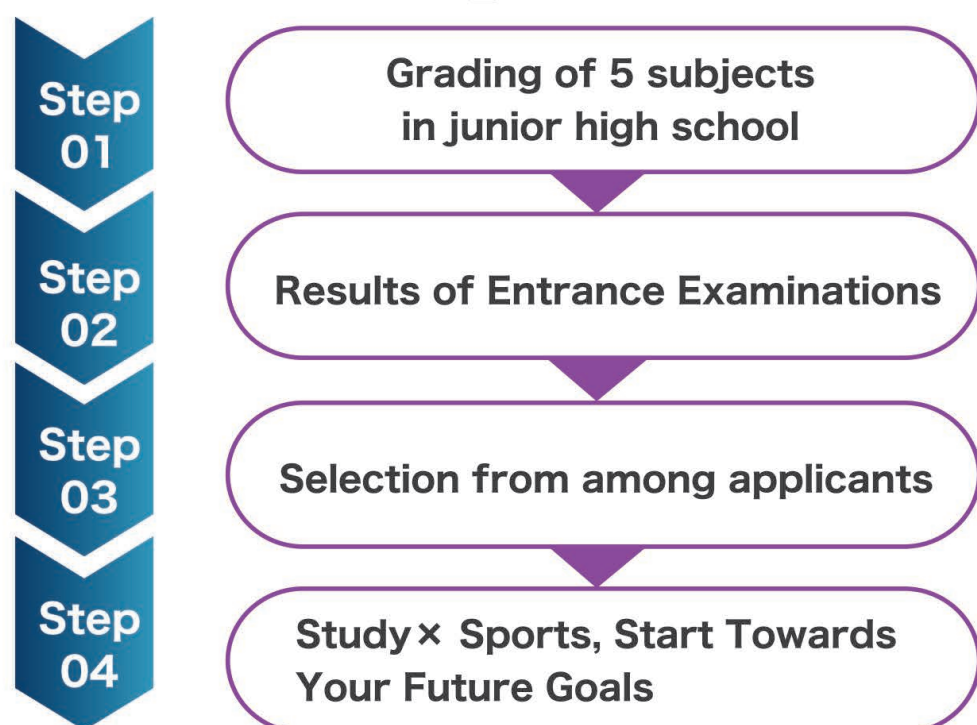 Step
01
Grading of 5 subjects
in junior high school
Step
02
Results of Entrance Examinations
Step
03
Selection from among applicants
Step
04
Study× Sports, Start Towards
Your Future Goals